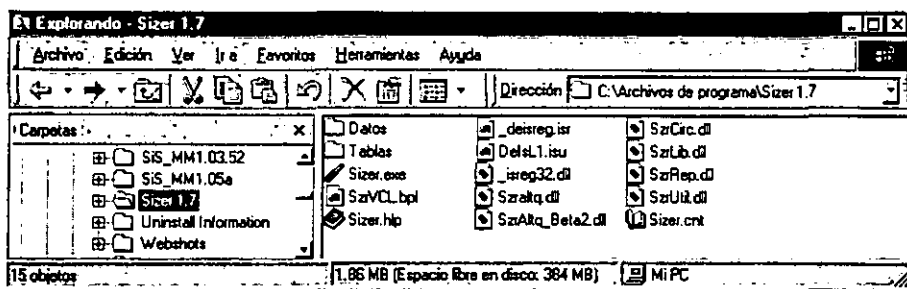 Explorando - Sizer 1.7
Archivo Edición Ver Ir a Favoritos Herramientas Ayuda
Dirección C:\Archivos de programa\Sizer 1.7
Carpetas
SiS_MM1.03.52
SiS_MM1.05a
Sizer 1.7
Uninstall Information
Webshots
Datos
Tablas
Sizer.exe
SzrVCL.bpl
Sizer.hlp
_deisreg.isr
DeIsL1.isu
_isreg32.dll
Szraltq.dll
SzrAltq_Beta2.dll
SzrCirc.dll
SzrLib.dll
SzrRep.dll
SzrUtil.dll
Sizer.cnt
15 objetos
1.86 MB (Espacio libre en disco: 384 MB)
Mi PC